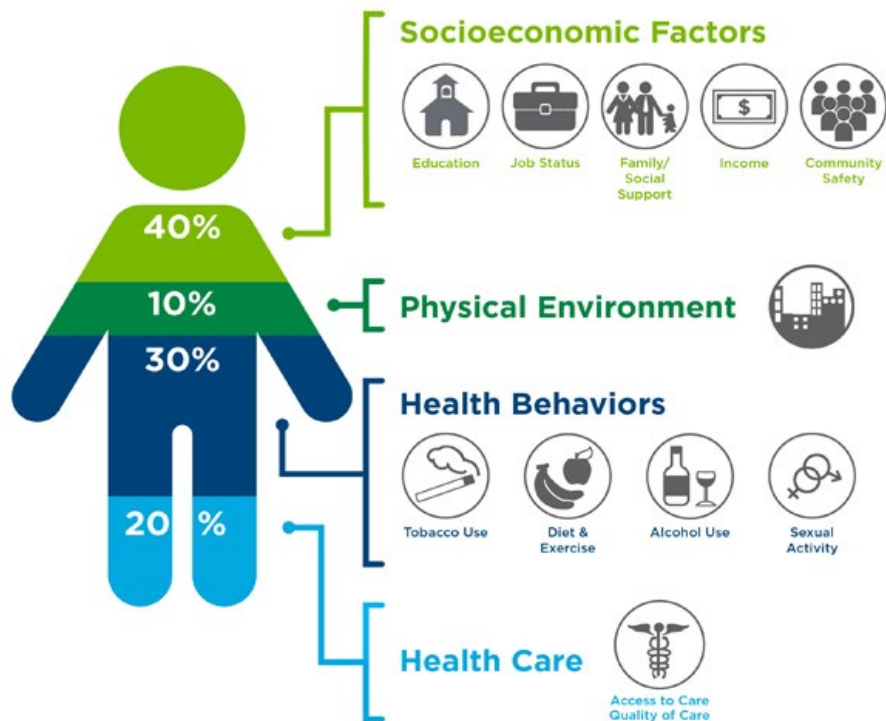 Socioeconomic Factors
$
Education
Job Status
Family/
Social
Support
Income
Community
Safety
40%
10%
Physical Environment
30%
Health Behaviors
Tobacco Use
Diet &
Exercise
Alcohol Use
Sexual
Activity
20 %
Health Care
Access to Care
Quality of Care